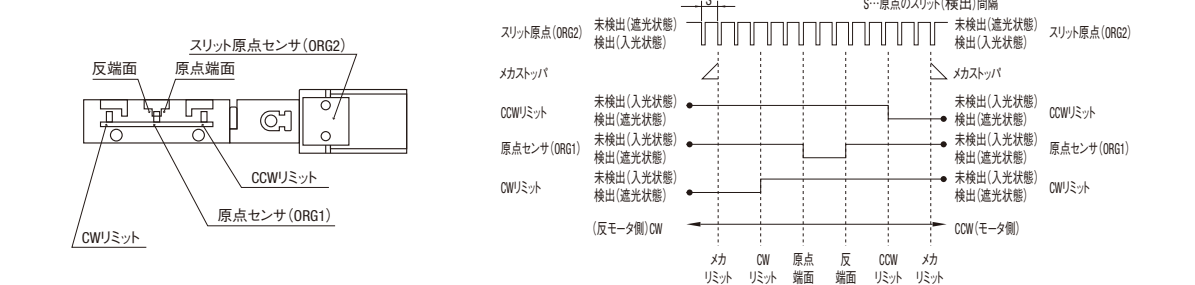 スリット原点センサ(ORG2)
反端面
原点端面
CCWリミット
原点センサ(ORG1)
CWリミット
S
S…原点のスリット(検出)間隔
スリット原点(ORG2)
未検出(遮光状態)
検出(入光状態)
未検出(遮光状態)
検出(入光状態)
スリット原点(ORG2)
メカストッパ
メカストッパ
CCWリミット
未検出(入光状態)
検出(遮光状態)
未検出(入光状態)
検出(遮光状態)
CCWリミット
原点センサ(ORG1)
未検出(入光状態)
検出(遮光状態)
未検出(入光状態)
検出(遮光状態)
原点センサ(ORG1)
CWリミット
未検出(入光状態)
検出(遮光状態)
未検出(入光状態)
検出(遮光状態)
CWリミット
(反モータ側)CW
CCW(モータ側)
メカ
リミット
CW
リミット
原点
端面
反
端面
CCW
リミット
メカ
リミット